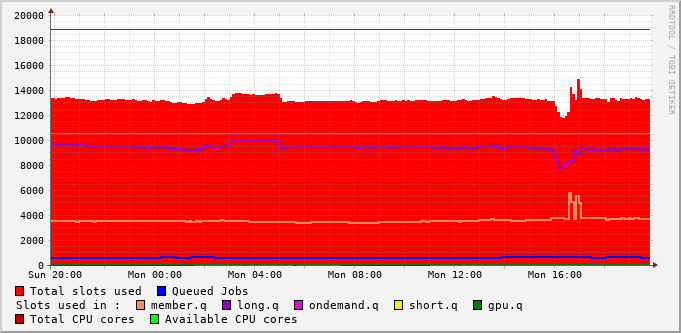 RRDTOOL / TOBI OETIKER
20000
18000
16000
14000
12000
10000
8000
6000
4000
2000
0
Sun 20:00 Mon 00:00 Mon 04:00 Mon 08:00 Mon 12:00 Mon 16:00
Total slots used Queued Jobs
Slots used in : member.q long.q ondemand.q short.q gpu.q
Total CPU cores Available CPU cores